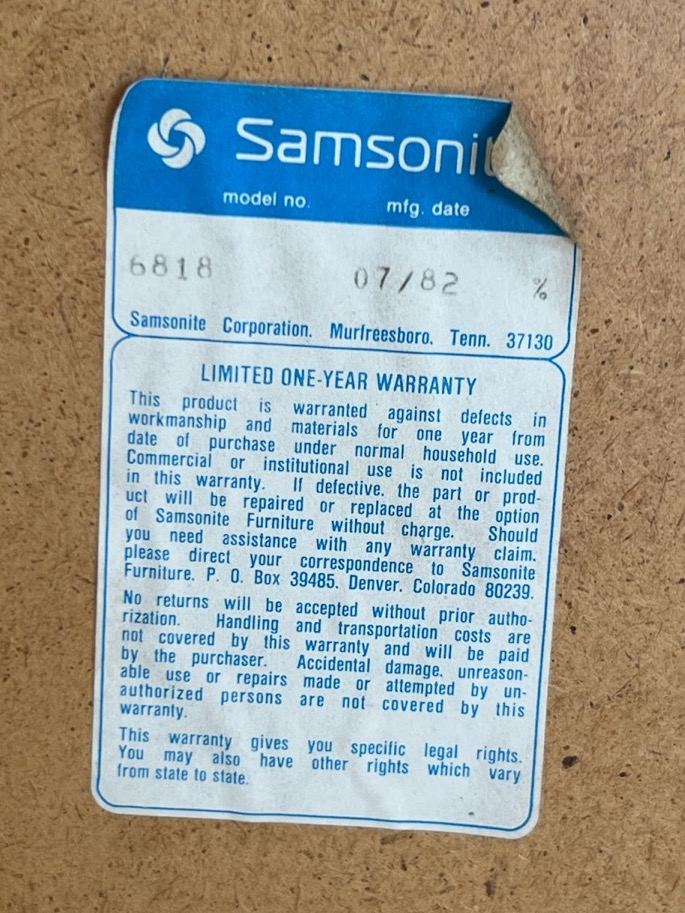 Samsonit
model no. mfg. date
6818 07/82 %
Samsonite Corporation. Murfreesboro. Tenn. 37130
LIMITED ONE-YEAR WARRANTY
This product is warranted against defects in
workmanship and materials for one year from
date of purchase under normal household use.
Commercial or institutional use is not included
in this warranty. If defective, the part or prod-
uct will be repaired or replaced at the option
of Samsonite Furniture without charge. Should
you need assistance with any warranty claim,
please direct your correspondence to Samsonite
Furniture. P. O. Box 39485. Denver. Colorado 80239.
No returns will be accepted without prior autho-
rization. Handling and transportation costs are
not covered by this warranty and will be paid
by the purchaser. Accidental damage, unreason-
able use or repairs made or attempted by un-
authorized persons are not covered by this
warranty.
This warranty gives you specific legal rights.
You may also have other rights which vary
from state to state.